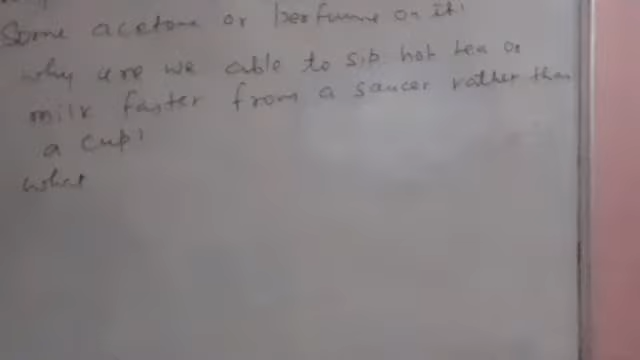 Some acetone or perfume on it!
why are we able to sip hot tea or
milk faster from a saucer rather than
a cup!
what